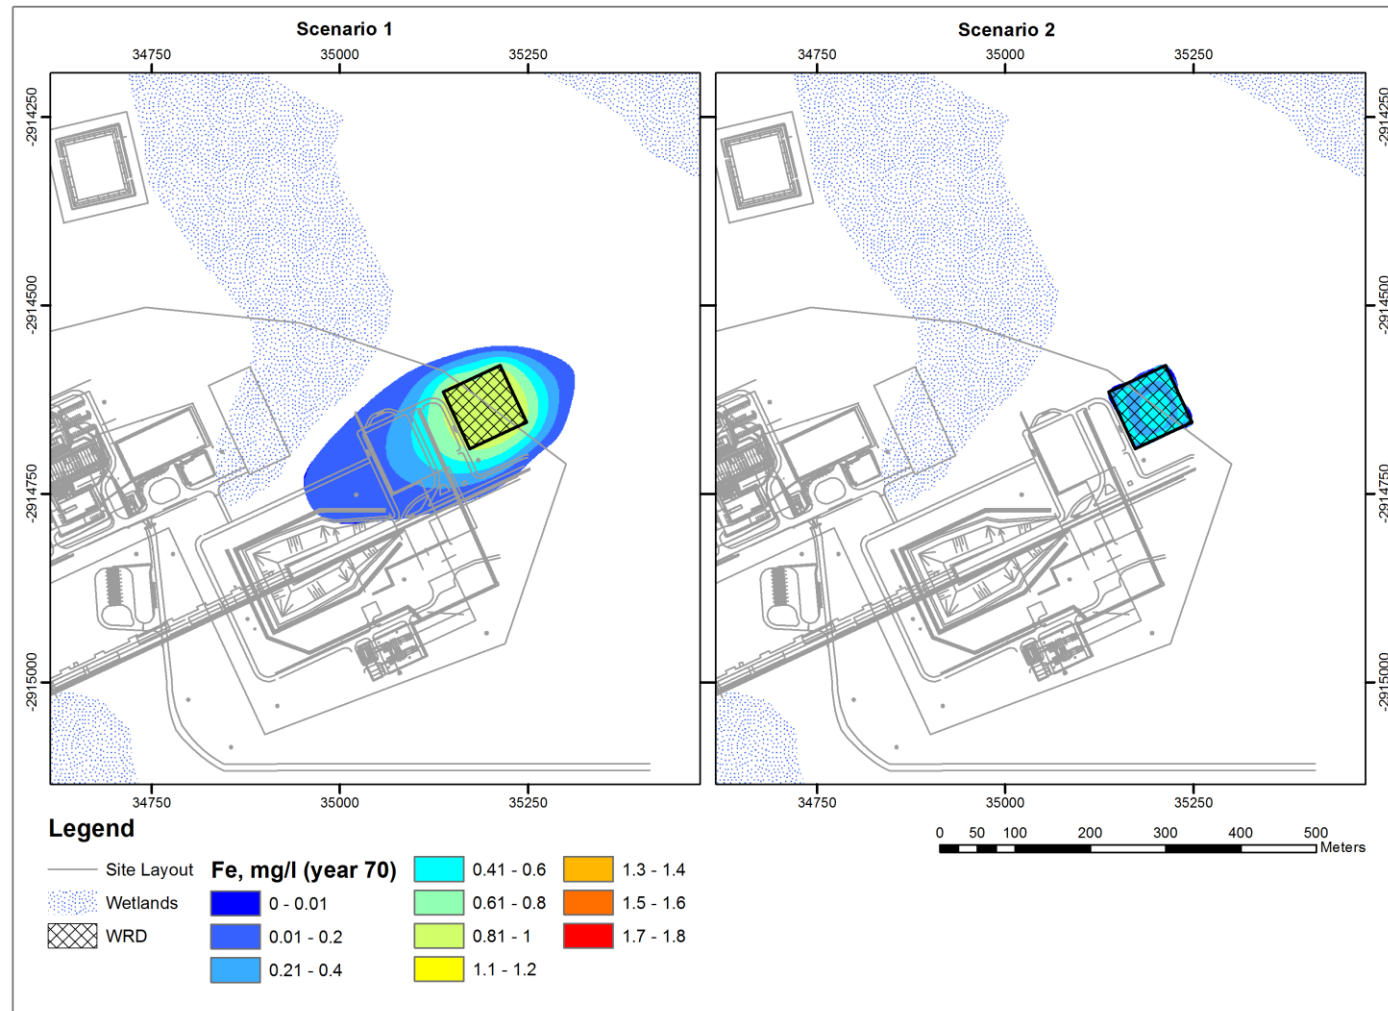 Scenario 1
Scenario 2
34750 35000 35250
34750 35000 35250
-2914250
-2914500
-2914750
-2915000
-2914250
-2914500
-2914750
-2915000
34750 35000 35250
34750 35000 35250
Legend
Site Layout
Wetlands
WRD
Fe, mg/l (year 70)
0 - 0.01
0.01 - 0.2
0.21 - 0.4
0.41 - 0.6
0.61 - 0.8
0.81 - 1
1.1 - 1.2
1.3 - 1.4
1.5 - 1.6
1.7 - 1.8
0 50 100 200 300 400 500
Meters